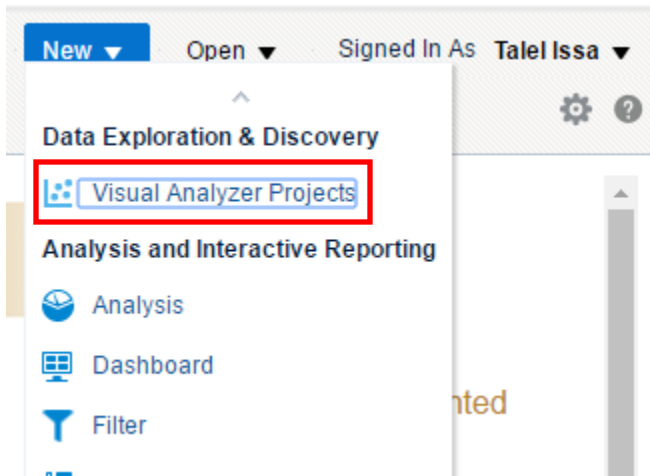 New Open Signed In As Talel Issa
Data Exploration & Discovery
Visual Analyzer Projects
Analysis and Interactive Reporting
Analysis
Dashboard
Filter